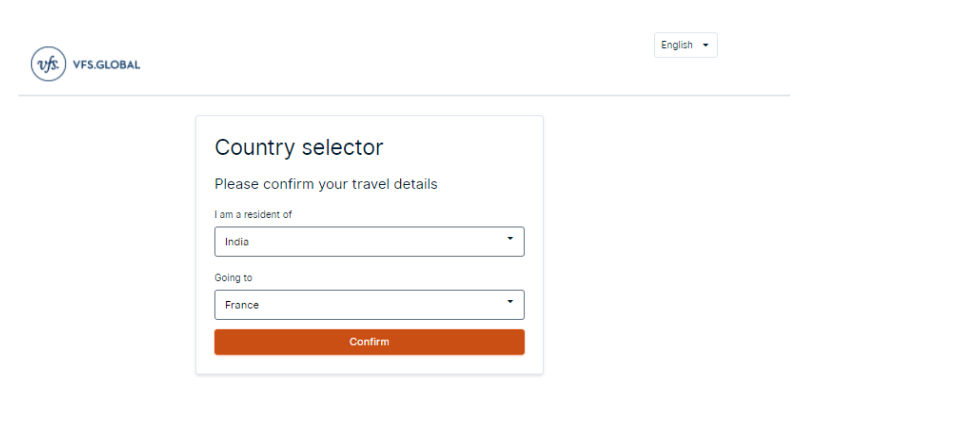 English
vfs. VFS.GLOBAL
Country selector
Please confirm your travel details
I am a resident of
India
Going to
France
Confirm